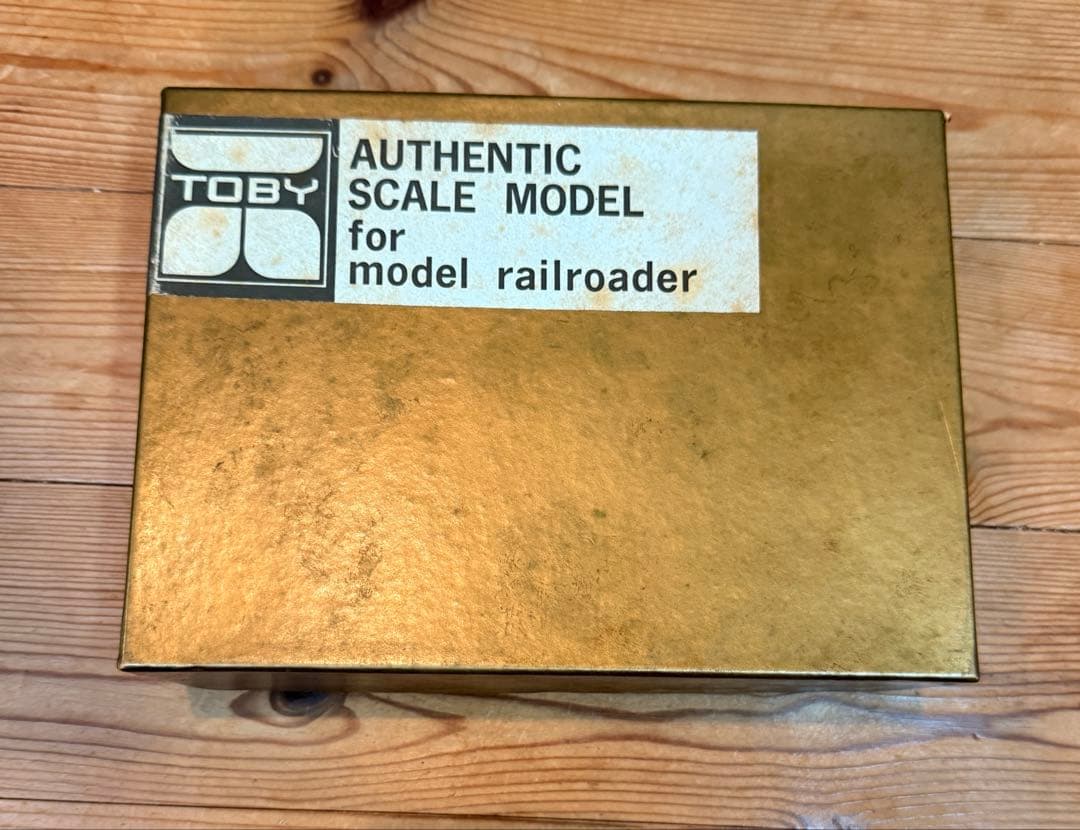 TOBY
AUTHENTIC
SCALE MODEL
for
model railroader